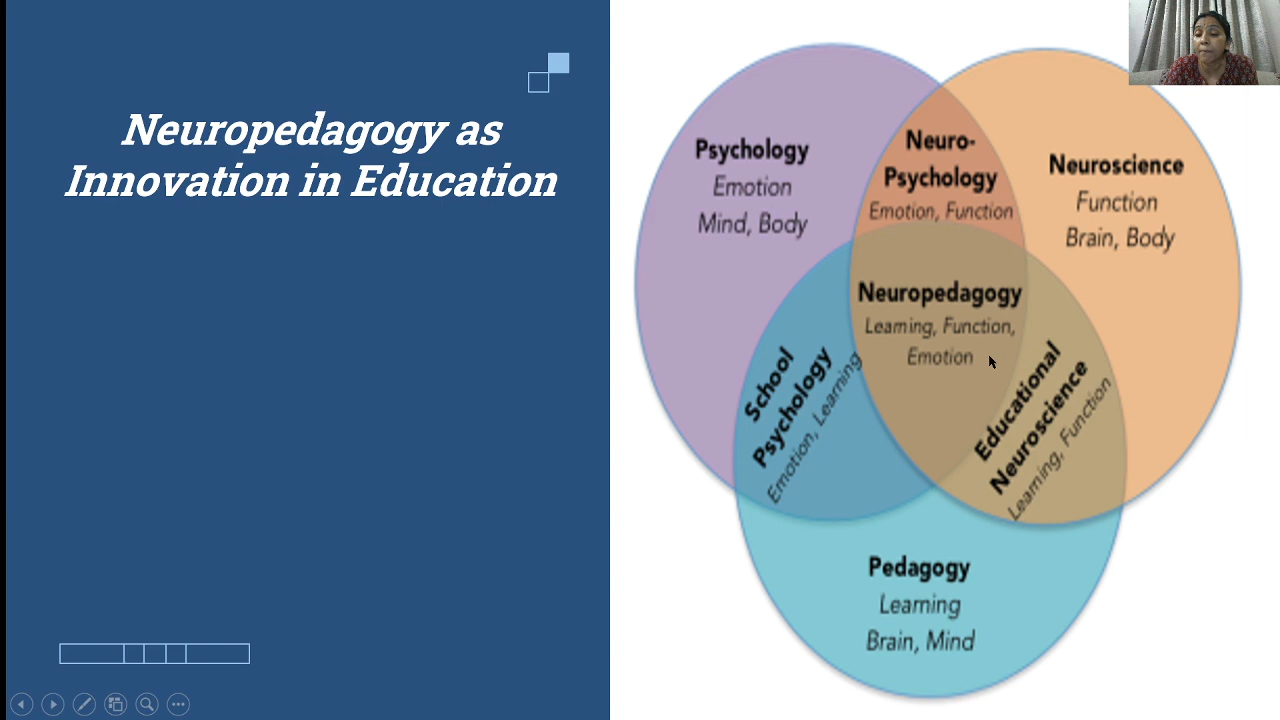 Neuropedagogy as
Innovation in Education
Psychology
Emotion
Mind, Body
Neuro-
Psychology
Emotion, Function
Neuroscience
Function
Brain, Body
Neuropedagogy
Learning, Function,
Emotion
School
Psychology
Emotion, Learning
Educational
Neuroscience
Learning, Function
Pedagogy
Learning
Brain, Mind